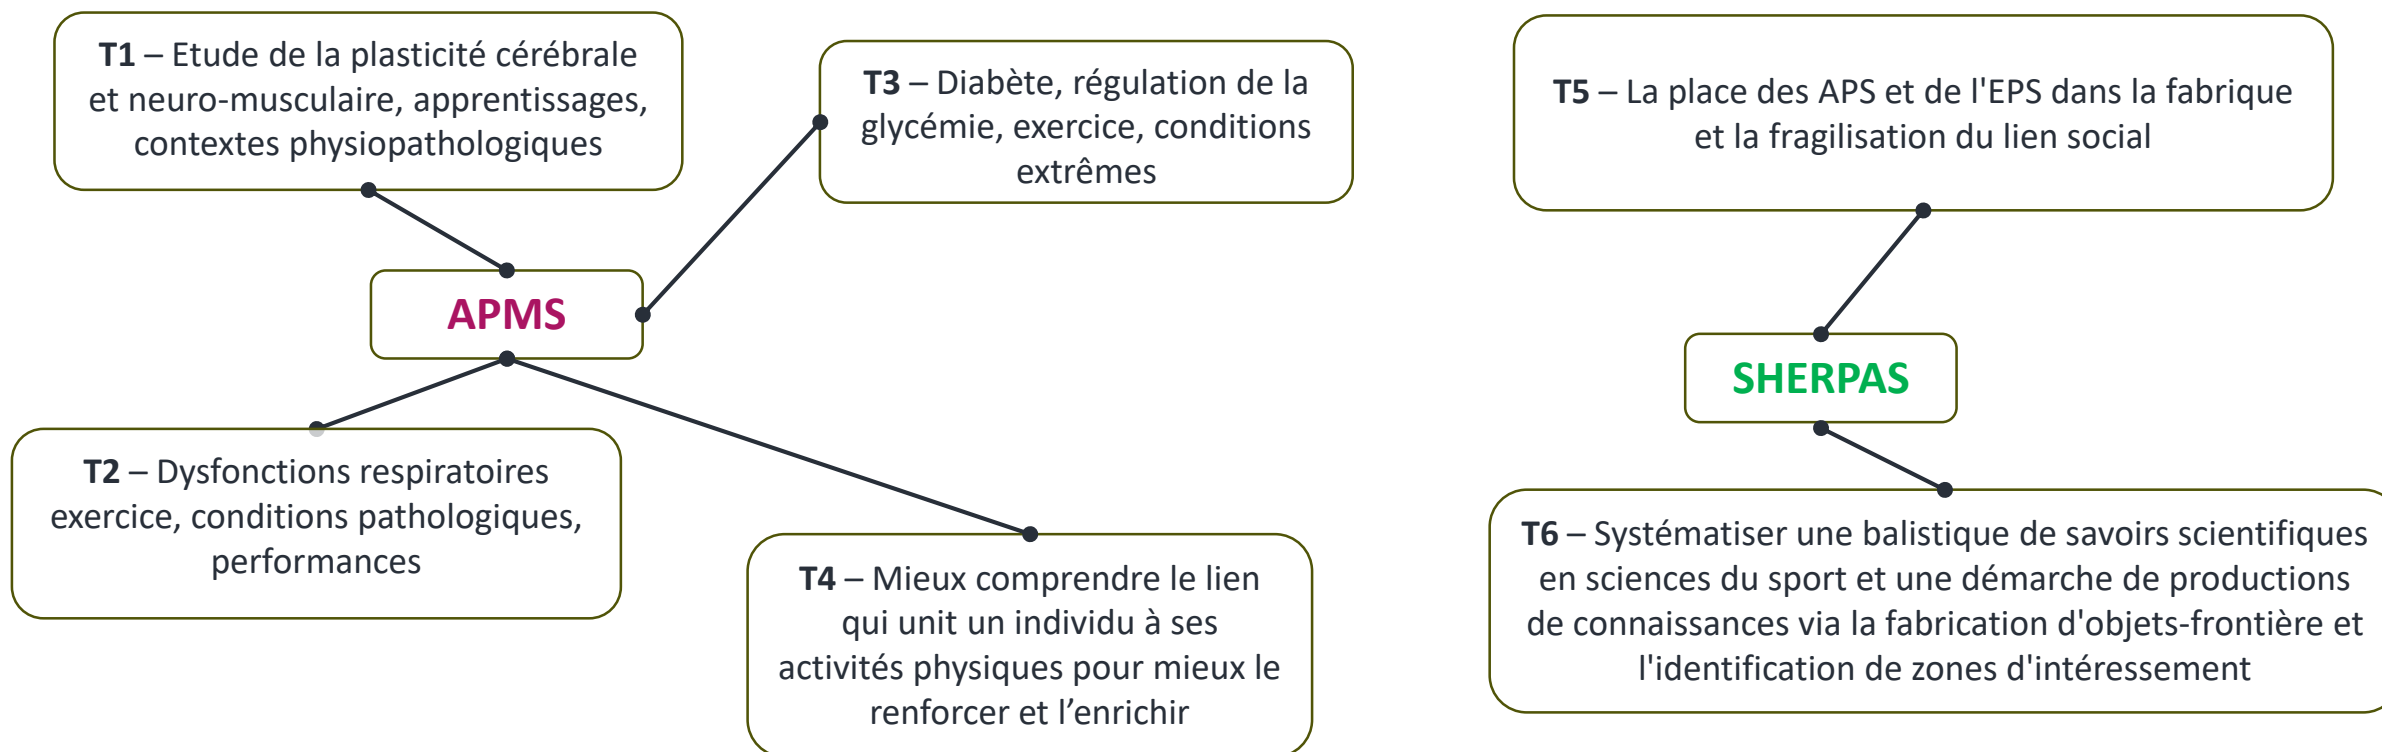 T1 – Etude de la plasticité cérébrale
et neuro-musculaire, apprentissages,
contextes physiopathologiques
T3 – Diabète, régulation de la
glycémie, exercice, conditions
extrêmes
APMS
T2 – Dysfonctions respiratoires
exercice, conditions pathologiques,
performances
T4 – Mieux comprendre le lien
qui unit un individu à ses
activités physiques pour mieux le
renforcer et l’enrichir
T5 – La place des APS et de l'EPS dans la fabrique
et la fragilisation du lien social
SHERPAS
T6 – Systématiser une balistique de savoirs scientifiques
en sciences du sport et une démarche de productions
de connaissances via la fabrication d'objets-frontière et
l'identification de zones d'intéressement